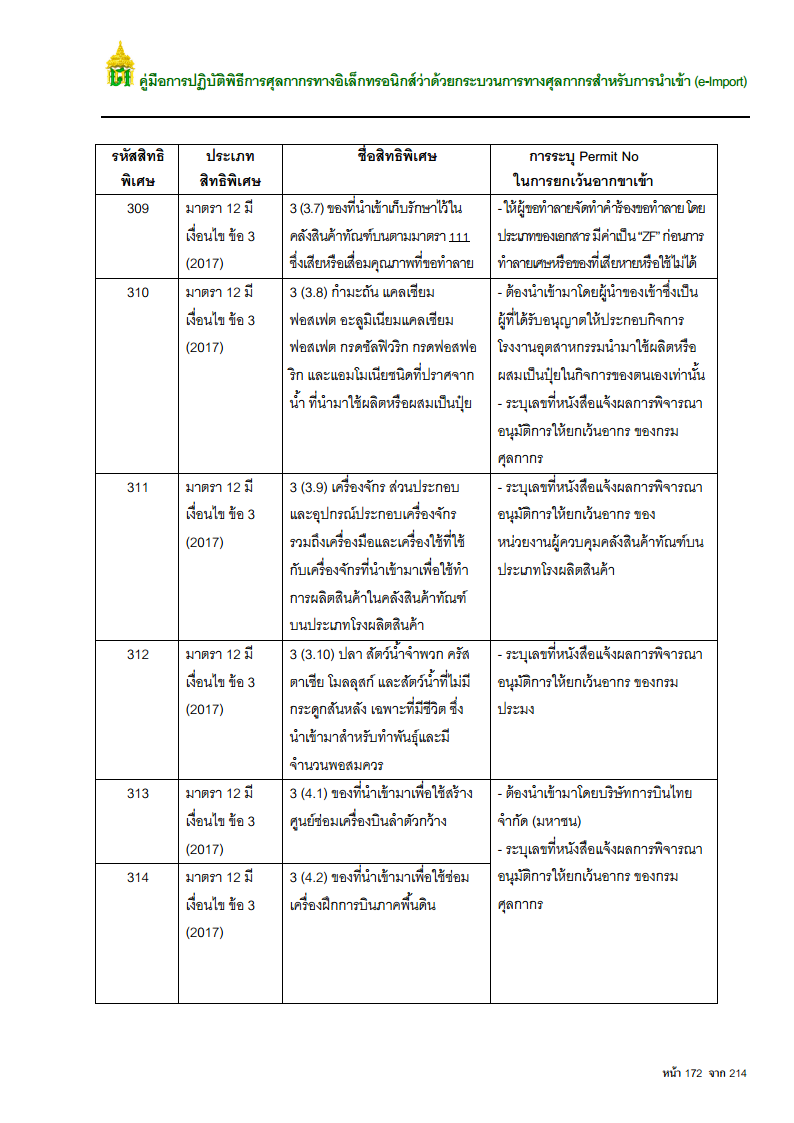 คู่มือการปฏิบัติพิธีการศุลกากรทางอิเล็กทรอนิกส์ว่าด้วยกระบวนการทางศุลกากรสำหรับการนำเข้า (e-Import)
รหัสสิทธิ
พิเศษ
ประเภท
สิทธิพิเศษ
ชื่อสิทธิพิเศษ
การระบุ Permit No
ในการยกเว้นอากขาเข้า
309
มาตรา 12 มี
เงื่อนไข ข้อ 3
(2017)
3 (3.7) ของที่นำเข้าเก็บรักษาไว้ใน
คลังสินค้าทัณฑ์บนตามมาตรา 111
ซึ่งเสียหรือเสื่อมคุณภาพที่ขอทำลาย
- ให้ผู้ขอทำลายจัดทำคำร้องขอทำลาย โดย
ประเภทของเอกสาร มีค่าเป็น “ZF” ก่อนการ
ทำลายเศษหรือของที่เสียหายหรือใช้ไม่ได้
310
มาตรา 12 มี
เงื่อนไข ข้อ 3
(2017)
3 (3.8) กำมะถัน แคลเซียม
ฟอสเฟต อะลูมิเนียมแคลเซียม
ฟอสเฟต กรดซัลฟิวริก กรดฟอสฟอ
ริก และแอมโมเนียชนิดที่ปราศจาก
น้ำ ที่นำมาใช้ผลิตหรือผสมเป็นปุ๋ย
- ต้องนำเข้ามาโดยผู้นำของเข้าซึ่งเป็น
ผู้ที่ได้รับอนุญาตให้ประกอบกิจการ
โรงงานอุตสาหกรรมนำมาใช้ผลิตหรือ
ผสมเป็นปุ๋ยในกิจการของตนเองเท่านั้น
- ระบุเลขที่หนังสือแจ้งผลการพิจารณา
อนุมัติการให้ยกเว้นอากร ของกรม
ศุลกากร
311
มาตรา 12 มี
เงื่อนไข ข้อ 3
(2017)
3 (3.9) เครื่องจักร ส่วนประกอบ
และอุปกรณ์ประกอบเครื่องจักร
รวมถึงเครื่องมือและเครื่องใช้ที่ใช้
กับเครื่องจักรที่นำเข้ามาเพื่อใช้ทำ
การผลิตสินค้าในคลังสินค้าทัณฑ์
บนประเภทโรงผลิตสินค้า
- ระบุเลขที่หนังสือแจ้งผลการพิจารณา
อนุมัติการให้ยกเว้นอากร ของ
หน่วยงานผู้ควบคุมคลังสินค้าทัณฑ์บน
ประเภทโรงผลิตสินค้า
312
มาตรา 12 มี
เงื่อนไข ข้อ 3
(2017)
3 (3.10) ปลา สัตว์น้ำจำพวก ครัส
ตาเซีย โมลลุสก์ และสัตว์น้ำที่ไม่มี
กระดูกสันหลัง เฉพาะที่มีชีวิต ซึ่ง
นำเข้ามาสำหรับทำพันธุ์และมี
จำนวนพอสมควร
- ระบุเลขที่หนังสือแจ้งผลการพิจารณา
อนุมัติการให้ยกเว้นอากร ของกรม
ประมง
313
มาตรา 12 มี
เงื่อนไข ข้อ 3
(2017)
3 (4.1) ของที่นำเข้ามาเพื่อใช้สร้าง
ศูนย์ซ่อมเครื่องบินลำตัวกว้าง
- ต้องนำเข้ามาโดยบริษัทการบินไทย
จำกัด (มหาชน)
- ระบุเลขที่หนังสือแจ้งผลการพิจารณา
อนุมัติการให้ยกเว้นอากร ของกรม
ศุลกากร
314
มาตรา 12 มี
เงื่อนไข ข้อ 3
(2017)
3 (4.2) ของที่นำเข้ามาเพื่อใช้ซ่อม
เครื่องฝึกการบินภาคพื้นดิน
หน้า 172 จาก 214